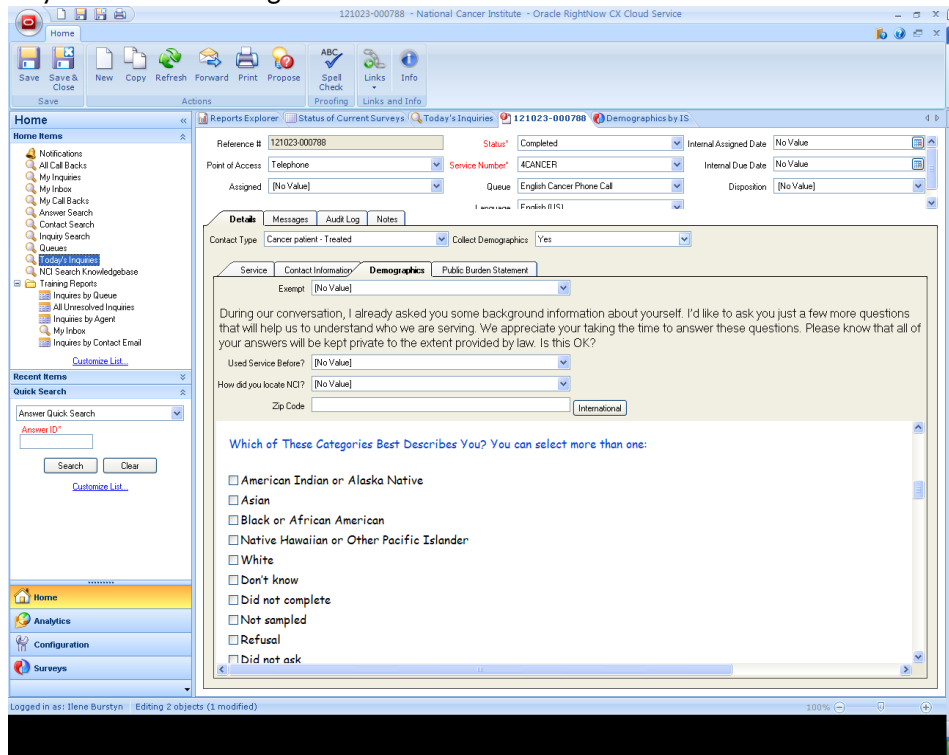 121023-000788 - National Cancer Institute - Oracle RightNow CX Cloud Service
Home
Save
Save & Close
New
Copy
Refresh
Forward
Print
Propose
ABC
Spell Check
Links
Info
Save
Actions
Proofing
Links and Info
Home
Home Items
Notifications
All Call Backs
My Inquiries
My Inbox
My Call Backs
Answer Search
Contact Search
Inquiry Search
Queues
Today's Inquiries
NCI Search Knowledgebase
Training Reports
Inquires by Queue
All Unresolved Inquiries
Inquiries by Agent
My Inbox
Inquires by Contact Email
Customize List...
Recent Items
Quick Search
Answer Quick Search
Answer ID*
Search Clear
Customize List...
Home
Analytics
Configuration
Surveys
Reports Explorer Status of Current Surveys Today's Inquiries 121023-000788 Demographics by IS
Reference # 121023-000788 Status* Completed Internal Assigned Date No Value
Point of Access Telephone Service Number* 4CANCER Internal Due Date No Value
Assigned [No Value] Queue English Cancer Phone Call Disposition [No Value]
Language English (US)
Details Messages Audit Log Notes
Contact Type Cancer patient - Treated Collect Demographics Yes
Service Contact Information Demographics Public Burden Statement
Exempt [No Value]
During our conversation, I already asked you some background information about yourself. I'd like to ask you just a few more questions
that will help us to understand who we are serving. We appreciate your taking the time to answer these questions. Please know that all of
your answers will be kept private to the extent provided by law. Is this OK?
Used Service Before? [No Value]
How did you locate NCI? [No Value]
Zip Code International
Which of These Categories Best Describes You? You can select more than one:
American Indian or Alaska Native
Asian
Black or African American
Native Hawaiian or Other Pacific Islander
White
Don't know
Did not complete
Not sampled
Refusal
Did not ask
Logged in as: Ilene Burstyn Editing 2 objects (1 modified) 100%